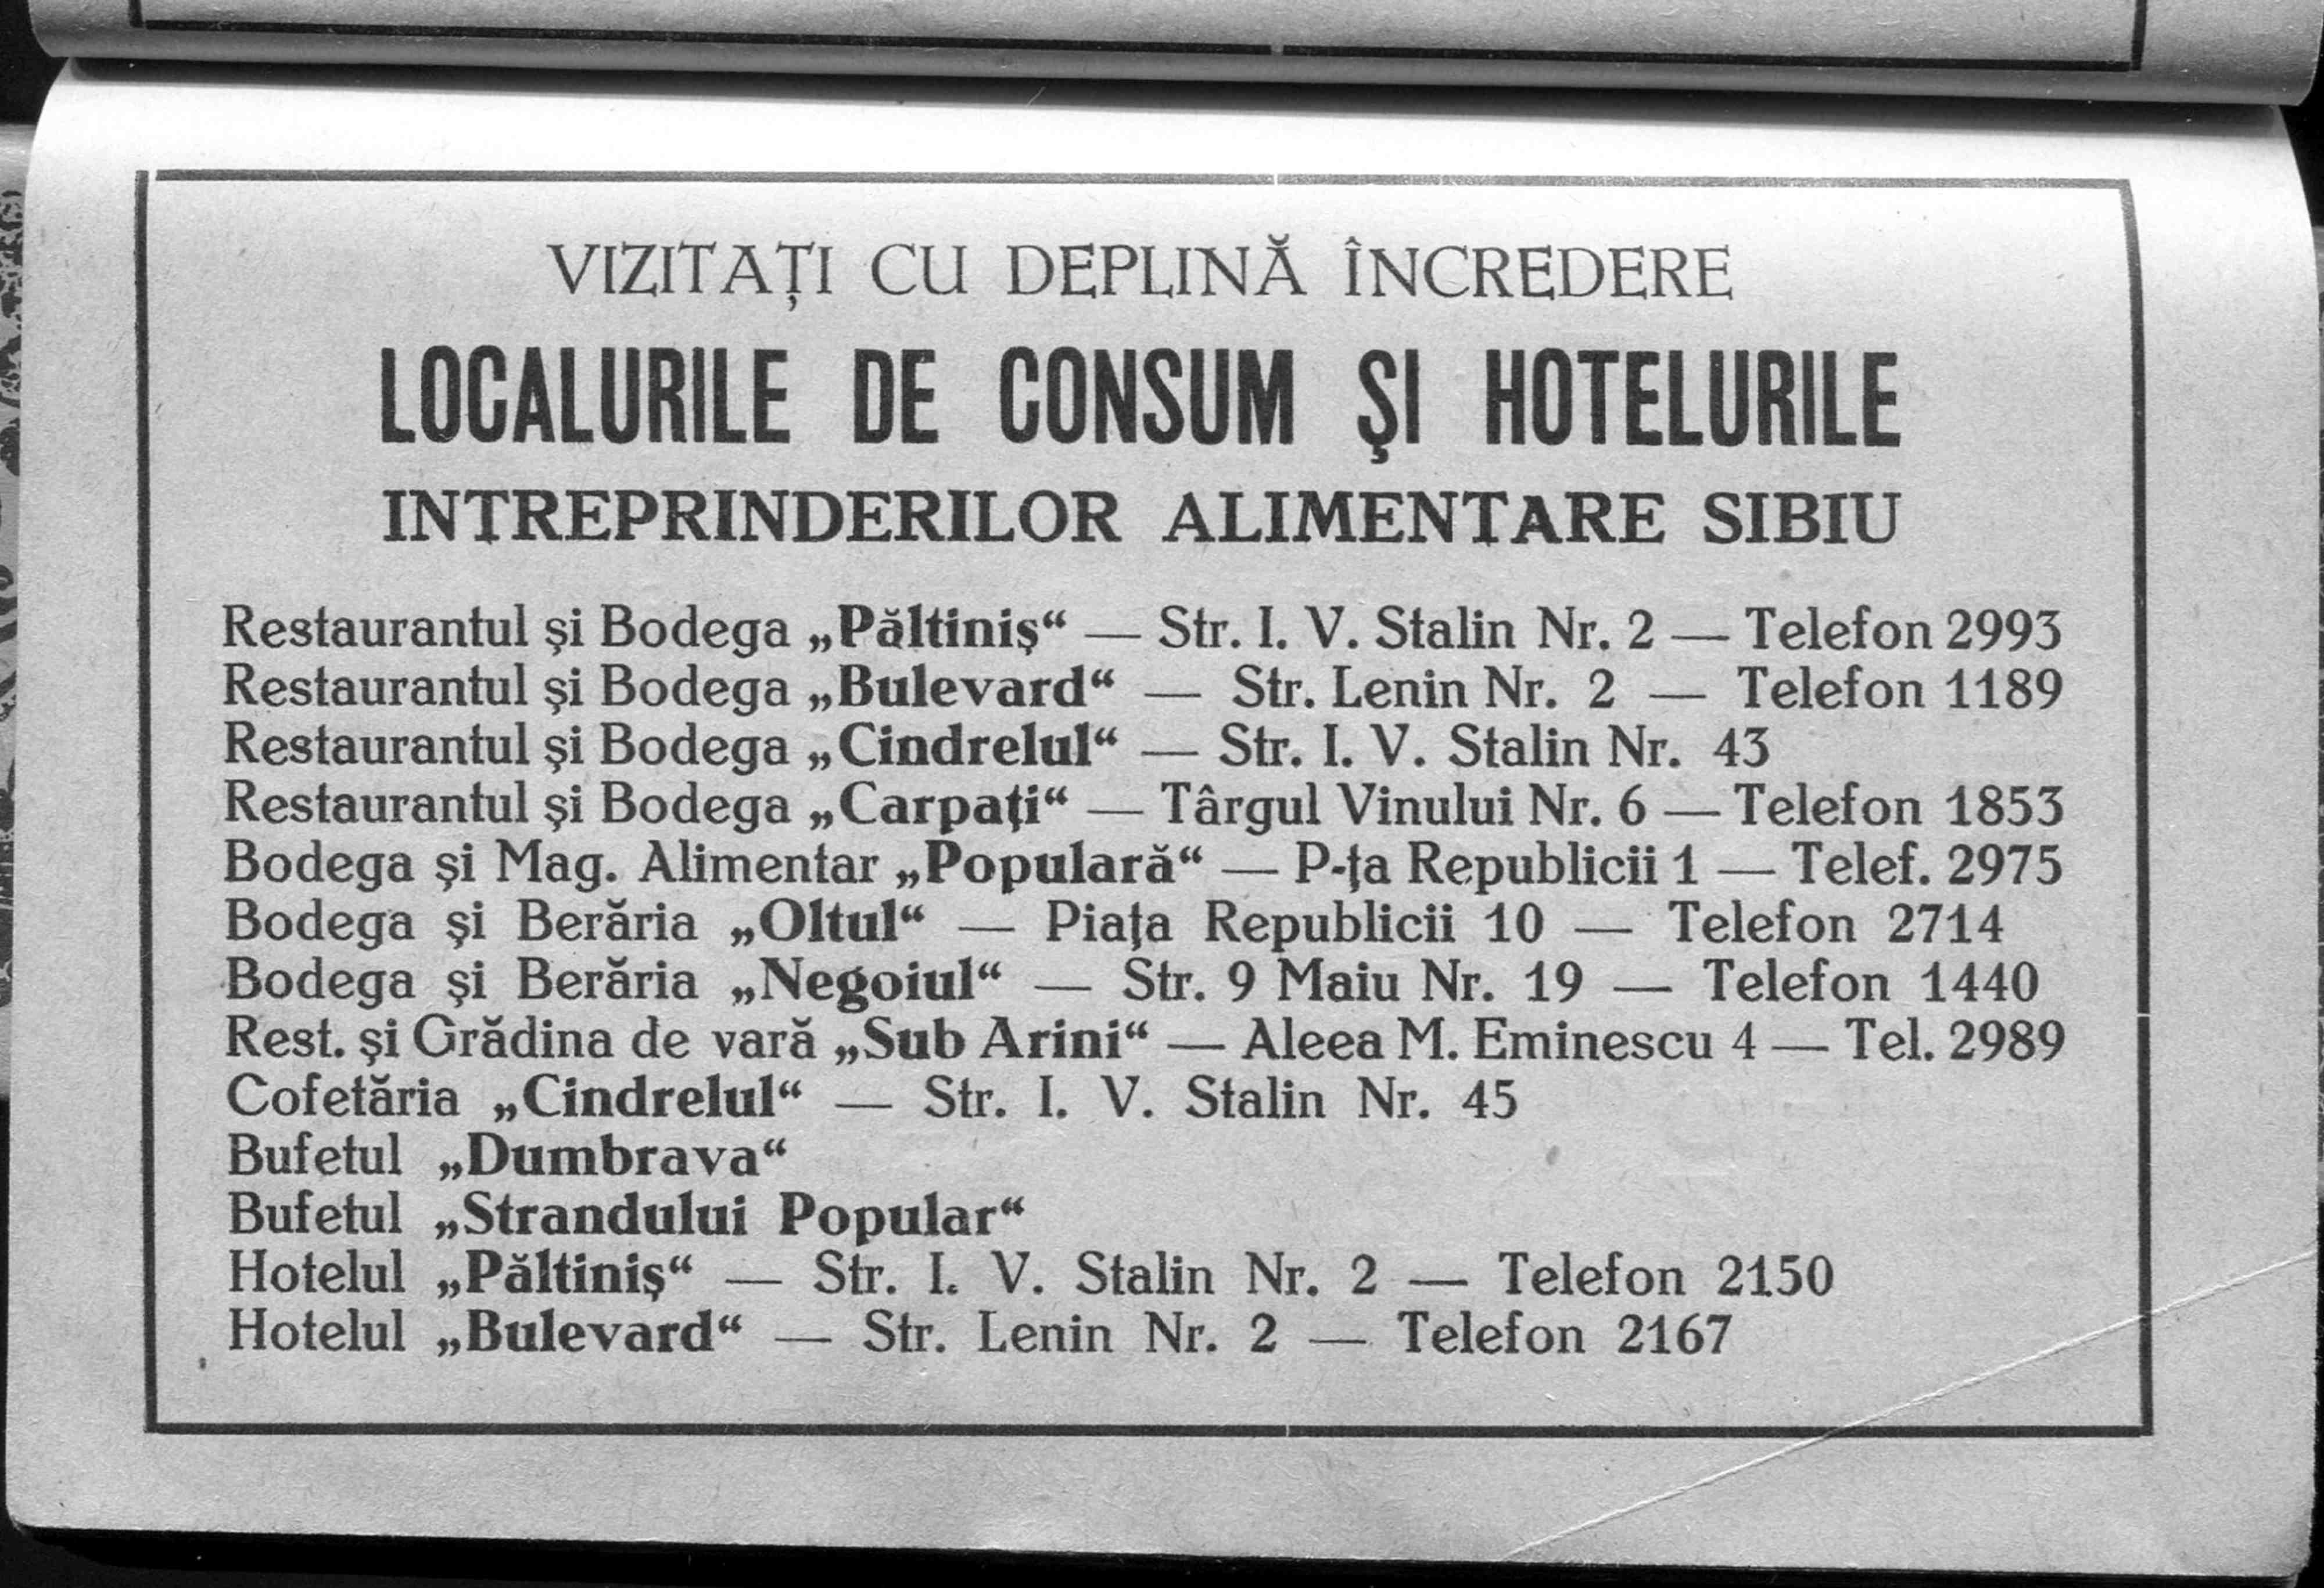 VIZITAȚI CU DEPLINĂ ÎNCREDERE
LOCALURILE DE CONSUM ŞI HOTELURILE
INTREPRINDERILOR ALIMENTARE SIBIU
Restaurantul şi Bodega „Păltiniş“ — Str. I. V. Stalin Nr. 2 — Telefon 2993
Restaurantul şi Bodega „Bulevard“ — Str. Lenin Nr. 2 — Telefon 1189
Restaurantul şi Bodega „Cindrelul“ — Str. I. V. Stalin Nr. 43
Restaurantul şi Bodega „Carpaţi“ — Târgul Vinului Nr. 6 — Telefon 1853
Bodega şi Mag. Alimentar „Populară“ — P-ţa Republicii 1 — Telef. 2975
Bodega şi Berăria „Oltul“ — Piaţa Republicii 10 — Telefon 2714
Bodega şi Berăria „Negoiul“ — Str. 9 Maiu Nr. 19 — Telefon 1440
Rest. şi Grădina de vară „Sub Arini“ — Aleea M. Eminescu 4 — Tel. 2989
Cofetăria „Cindrelul“ — Str. I. V. Stalin Nr. 45
Bufetul „Dumbrava“
Bufetul „Strandului Popular“
Hotelul „Păltiniş“ — Str. I. V. Stalin Nr. 2 — Telefon 2150
Hotelul „Bulevard“ — Str. Lenin Nr. 2 — Telefon 2167